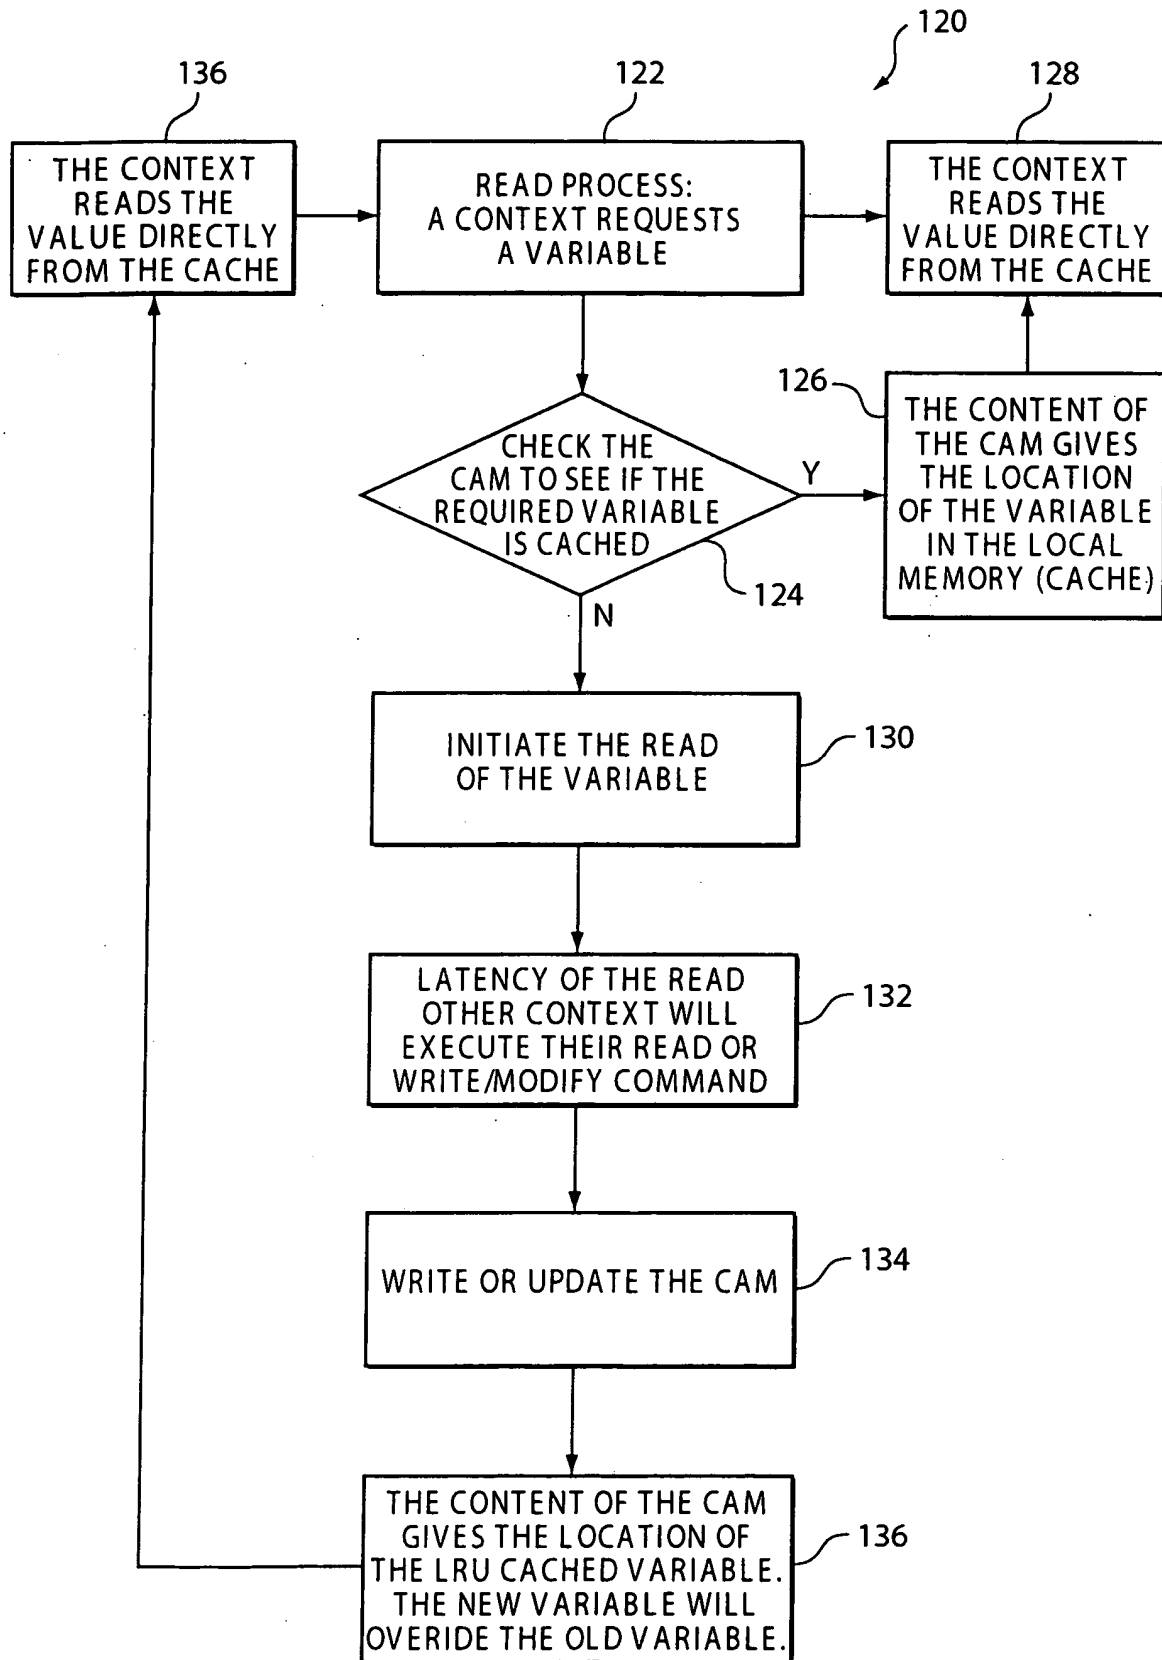 120
136
122
128
THE CONTEXT
READS THE
VALUE DIRECTLY
FROM THE CACHE
READ PROCESS:
A CONTEXT REQUESTS
A VARIABLE
THE CONTEXT
READS THE
VALUE DIRECTLY
FROM THE CACHE
126
THE CONTENT OF
THE CAM GIVES
THE LOCATION
OF THE VARIABLE
IN THE LOCAL
MEMORY (CACHE)
CHECK THE
CAM TO SEE IF THE
REQUIRED VARIABLE
IS CACHED
Y
124
N
INITIATE THE READ
OF THE VARIABLE
130
LATENCY OF THE READ
OTHER CONTEXT WILL
EXECUTE THEIR READ OR
WRITE/MODIFY COMMAND
132
WRITE OR UPDATE THE CAM
134
THE CONTENT OF THE CAM
GIVES THE LOCATION OF
THE LRU CACHED VARIABLE.
THE NEW VARIABLE WILL
OVERIDE THE OLD VARIABLE.
136